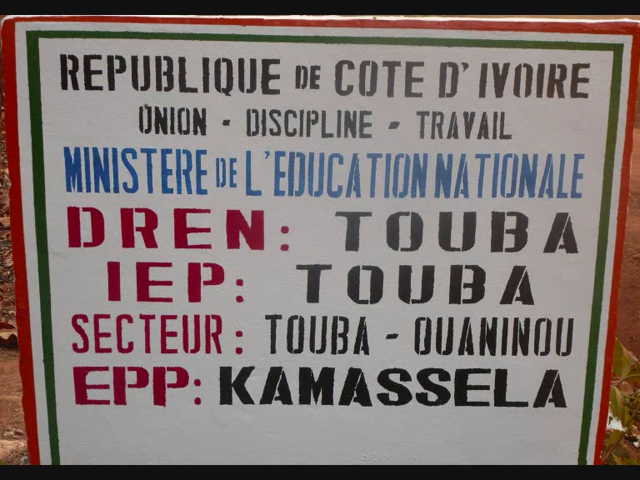 REPUBLIQUE DE COTE D'IVOIRE
UNION - DISCIPLINE - TRAVAIL
MINISTERE DE L'EDUCATION NATIONALE
DREN: TOUBA
IEP: TOUBA
SECTEUR: TOUBA - OUANINOU
EPP: KAMASSELA